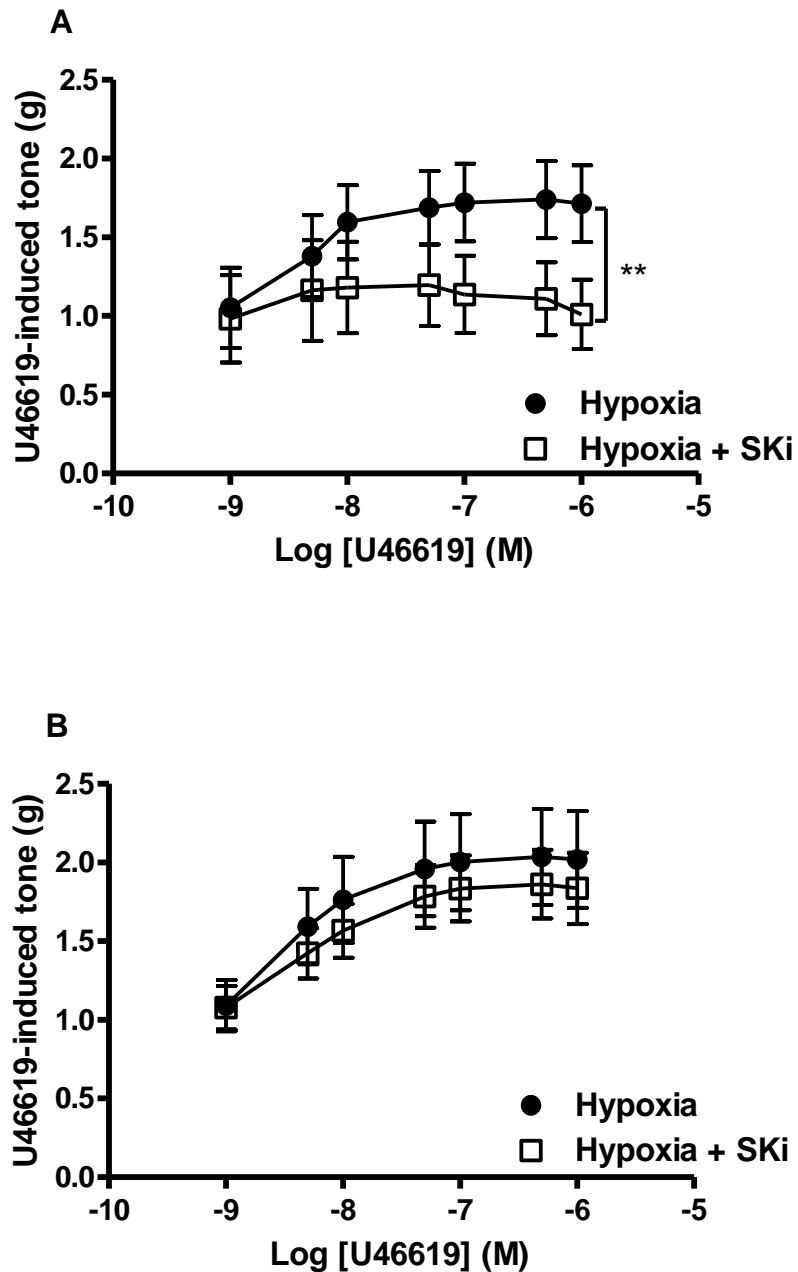 A
U46619-induced tone (g)
2.5
2.0
1.5
1.0
0.5
0.0
**
Hypoxia
Hypoxia + SKi
-10 -9 -8 -7 -6 -5
Log [U46619] (M)
B
U46619-induced tone (g)
2.5
2.0
1.5
1.0
0.5
0.0
Hypoxia
Hypoxia + SKi
-10 -9 -8 -7 -6 -5
Log [U46619] (M)